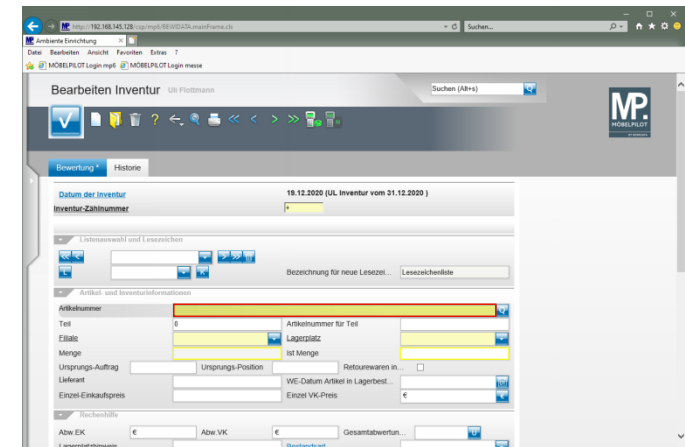 http://192.168.145.128/csp/mp6/BEWIDATA.mainFrame.cls
Suchen...
Ambiente Einrichtung
Datei Bearbeiten Ansicht Favoriten Extras ?
MÖBELPILOT Login mp6 MÖBELPILOT Login messe
Bearbeiten Inventur Uli Flottmann
Suchen (Alt+s)
MP.
MÖBELPILOT
Bewertung * Historie
Datum der Inventur 19.12.2020 (UL Inventur vom 31.12.2020 )
Inventur-Zählnummer +
Listenauswahl und Lesezeichen
L
Bezeichnung für neue Lesezei... Lesezeichenliste
Artikel- und Inventurinformationen
Artikelnummer
Teil 0 Artikelnummer für Teil
Filiale Lagerplatz
Menge Ist Menge
Ursprungs-Auftrag Ursprungs-Position Retourewaren in...
Lieferant WE-Datum Artikel in Lagerbest...
Einzel-Einkaufspreis Einzel VK-Preis €
Rechenhilfe
Abw.EK € Abw.VK € Gesamtabwertun...
Lagerplatzhinweis Bestandsart